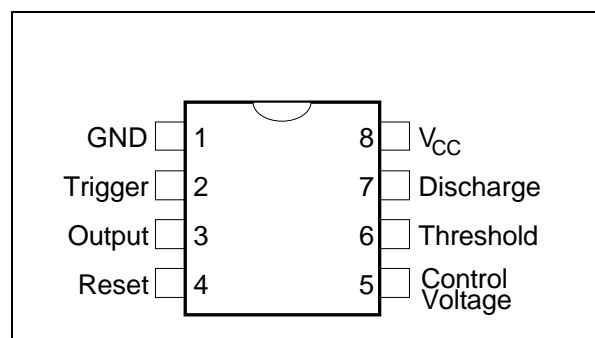 GND 1 8 VCC
Trigger 2 7 Discharge
Output 3 6 Threshold
Reset 4 5 Control
Voltage